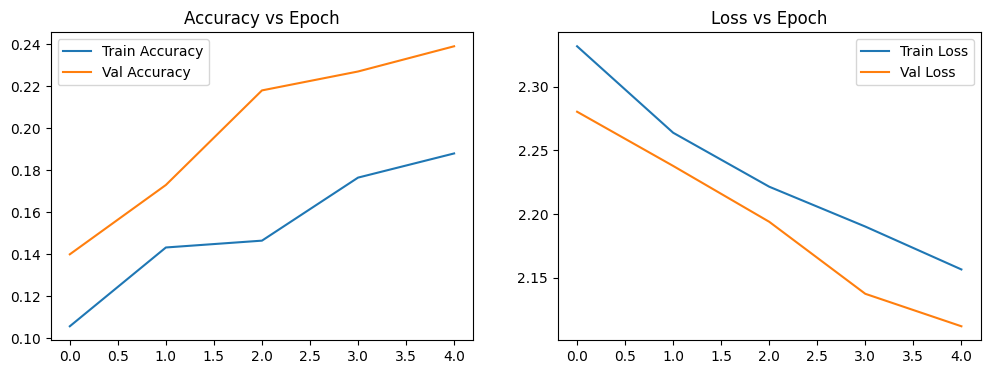 Accuracy vs Epoch
Train Accuracy
Val Accuracy
0.24
0.22
0.20
0.18
0.16
0.14
0.12
0.10
0.0 0.5 1.0 1.5 2.0 2.5 3.0 3.5 4.0
Loss vs Epoch
Train Loss
Val Loss
2.30
2.25
2.20
2.15
0.0 0.5 1.0 1.5 2.0 2.5 3.0 3.5 4.0